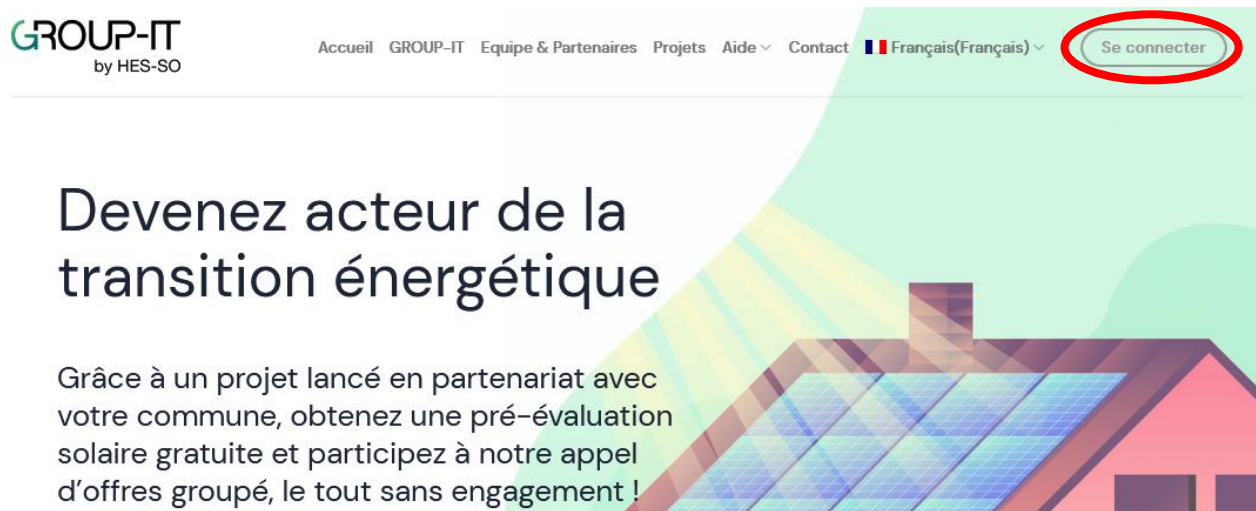 GROUP-IT
by HES-SO
Accueil GROUP-IT Equipe & Partenaires Projets Aide Contact Français(Français) Se connecter
Devenez acteur de la
transition énergétique
Grâce à un projet lancé en partenariat avec
votre commune, obtenez une pré-évaluation
solaire gratuite et participez à notre appel
d'offres groupé, le tout sans engagement !